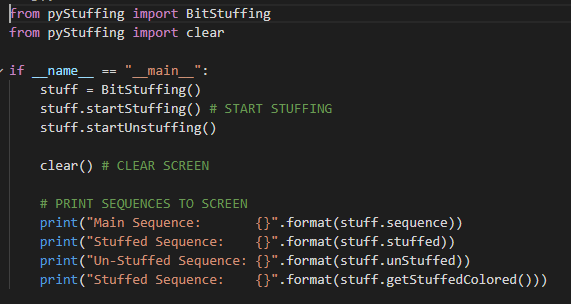 from pyStuffing import BitStuffing
from pyStuffing import clear

if __name__ == "__main__":
    stuff = BitStuffing()
    stuff.startStuffing() # START STUFFING
    stuff.startUnstuffing()

    clear() # CLEAR SCREEN

    # PRINT SEQUENCES TO SCREEN
    print("Main Sequence:       {}".format(stuff.sequence))
    print("Stuffed Sequence:    {}".format(stuff.stuffed))
    print("Un-Stuffed Sequence: {}".format(stuff.unStuffed))
    print("Stuffed Sequence:    {}".format(stuff.getStuffedColored()))